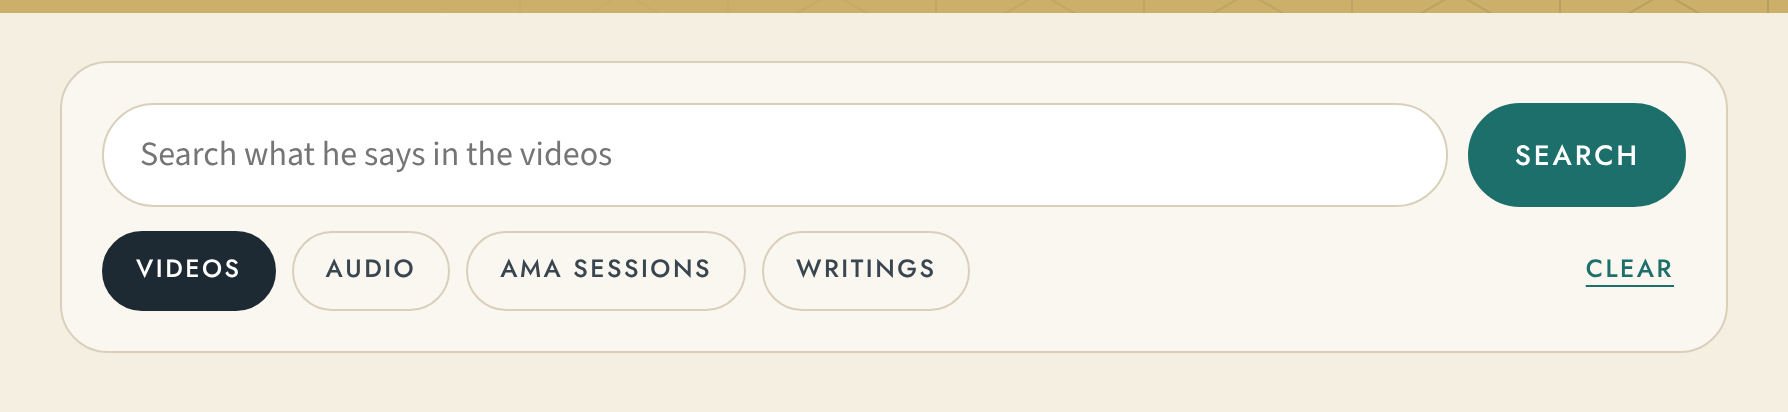 Search what he says in the videos
SEARCH
VIDEOS
AUDIO
AMA SESSIONS
WRITINGS
CLEAR